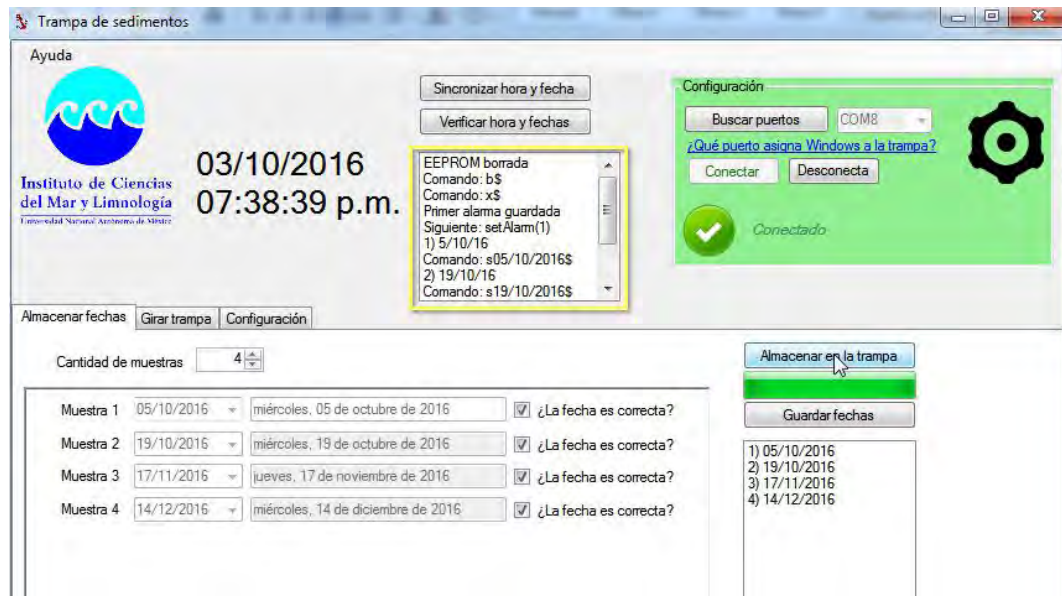 Trampa de sedimentos
Ayuda
Instituto de Ciencias
del Mar y Limnología
Universidad Nacional Autónoma de México
03/10/2016
07:38:39 p.m.
Sincronizar hora y fecha
Verificar hora y fechas
EEPROM borrada
Comando: b$
Comando: x$
Primer alarma guardada
Siguiente: setAlarm(1)
1) 5/10/16
Comando: s05/10/2016$
2) 19/10/16
Comando: s19/10/2016$
Configuración
Buscar puertos COM8
¿Qué puerto asigna Windows a la trampa?
Conectar Desconecta
Conectado
Almacenar fechas Girar trampa Configuración
Cantidad de muestras 4
Muestra 1 05/10/2016 miércoles, 05 de octubre de 2016 ¿La fecha es correcta?
Muestra 2 19/10/2016 miércoles, 19 de octubre de 2016 ¿La fecha es correcta?
Muestra 3 17/11/2016 jueves, 17 de noviembre de 2016 ¿La fecha es correcta?
Muestra 4 14/12/2016 miércoles, 14 de diciembre de 2016 ¿La fecha es correcta?
Almacenar en la trampa
Guardar fechas
1) 05/10/2016
2) 19/10/2016
3) 17/11/2016
4) 14/12/2016